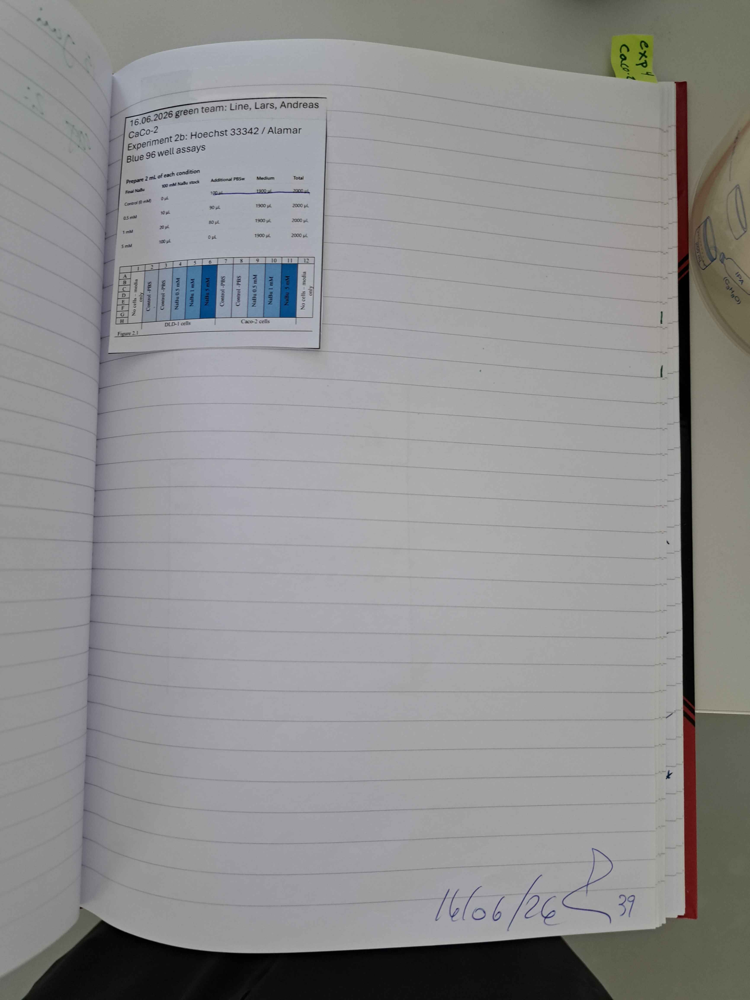 exp 4
Caco-2
16.06.2026 green team: Line, Lars, Andreas
CaCo-2
Experiment 2b: Hoechst 33342 / Alamar
Blue 96 well assays
Prepare 2 mL of each condition
Final NaBu 100 mM NaBu stock Additional PBSw Medium Total
Control (0 mM) 0 µL 100 µL 1900 µL 2000 µL
0.5 mM 10 µL 90 µL 1900 µL 2000 µL
1 mM 20 µL 80 µL 1900 µL 2000 µL
5 mM 100 µL 0 µL 1900 µL 2000 µL
1 2 3 4 5 6 7 8 9 10 11 12
A
B
C
D
E
F
G
H
No cells – media
only
Control -PBS
Control -PBS
NaBu 0.5 mM
NaBu 1 mM
NaBu 5 mM
Control -PBS
Control -PBS
NaBu 0.5 mM
NaBu 1 mM
NaBu 5 mM
No cells – media
only
DLD-1 cells Caco-2 cells
Figure 2.1
IPA
(C3H8O)
16/06/26 39